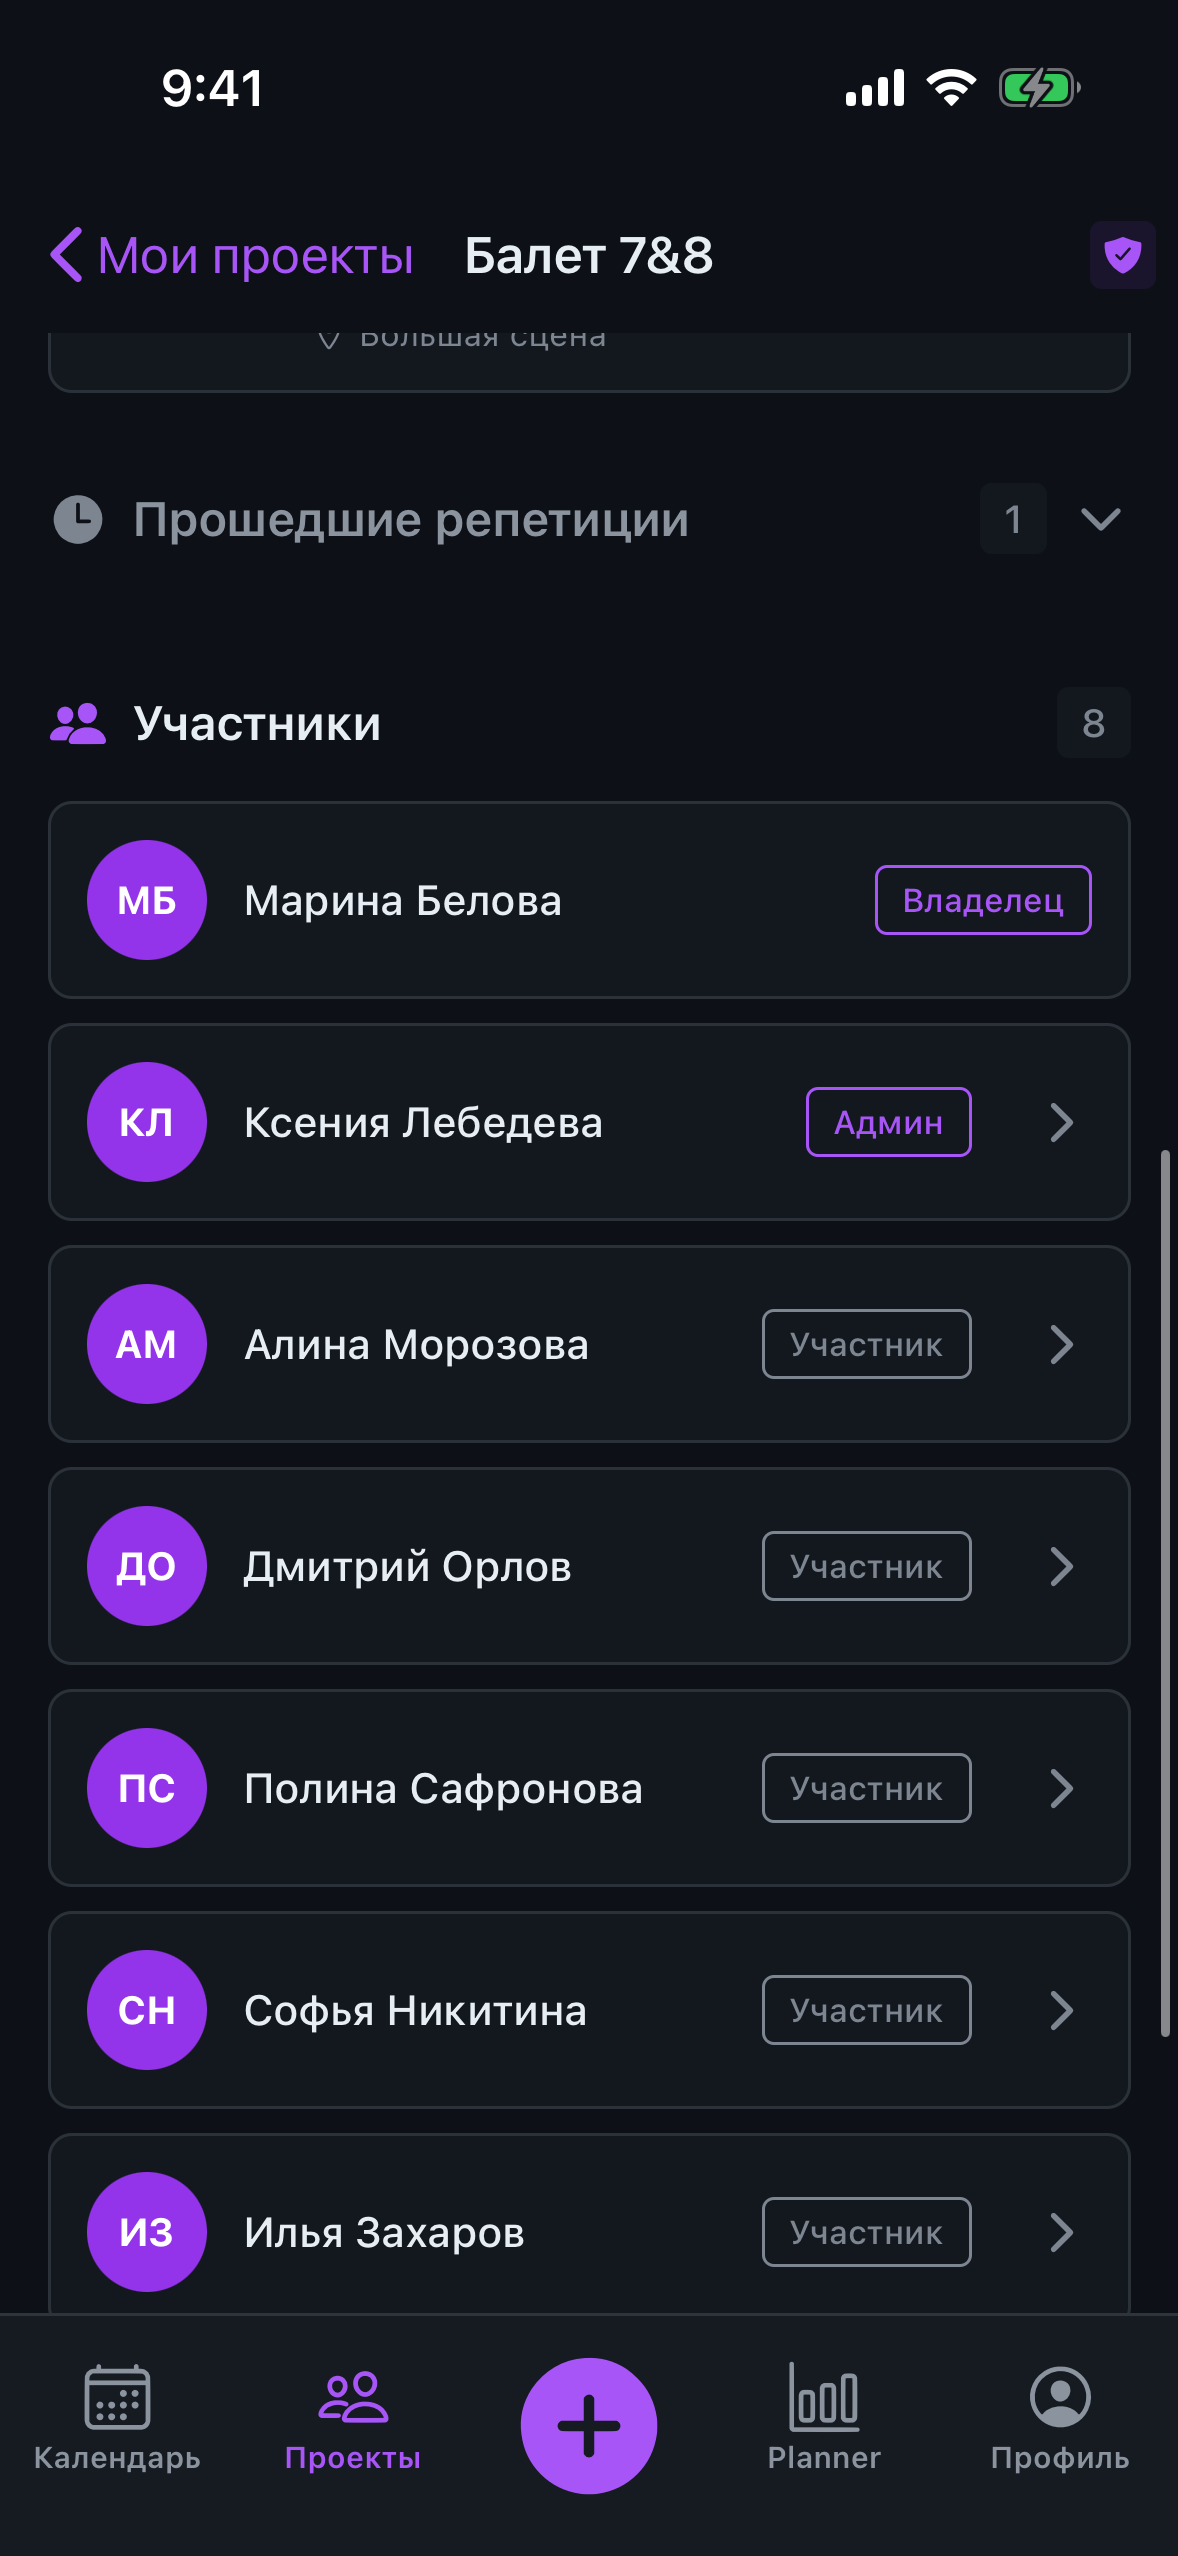 9:41
Мои проекты Балет 7&8
Большая сцена
Прошедшие репетиции 1
Участники 8
МБ Марина Белова Владелец
КЛ Ксения Лебедева Админ
АМ Алина Морозова Участник
ДО Дмитрий Орлов Участник
ПС Полина Сафронова Участник
СН Софья Никитина Участник
ИЗ Илья Захаров Участник
Календарь Проекты Planner Профиль